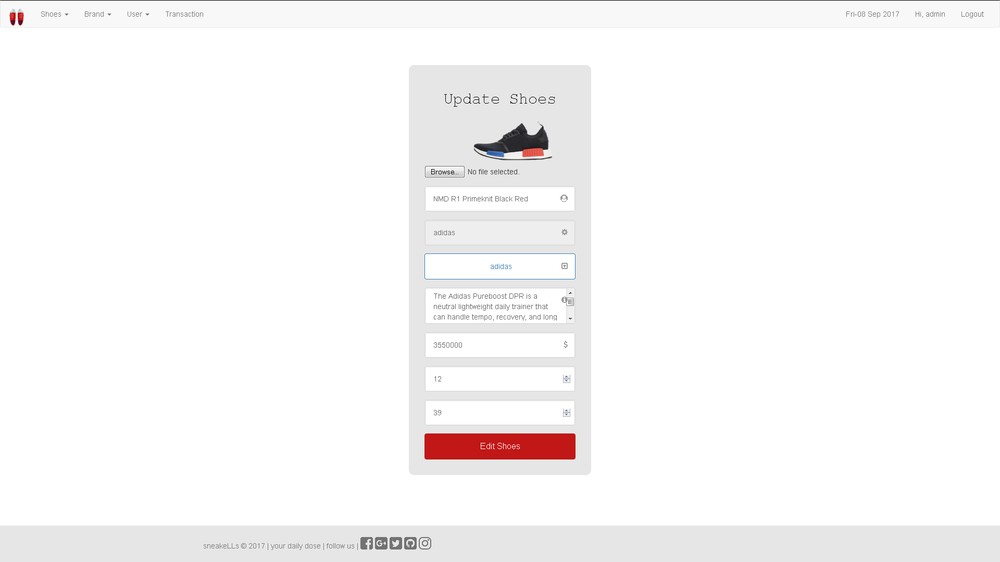 Shoes Brand User Transaction Fri-08 Sep 2017 Hi, admin Logout
Update Shoes
Browse... No file selected.
NMD R1 Primeknit Black Red
adidas
adidas
The Adidas Pureboost DPR is a
neutral lightweight daily trainer that
can handle tempo, recovery, and long
3550000
12
39
Edit Shoes
sneakeLLs © 2017 | your daily dose | follow us |